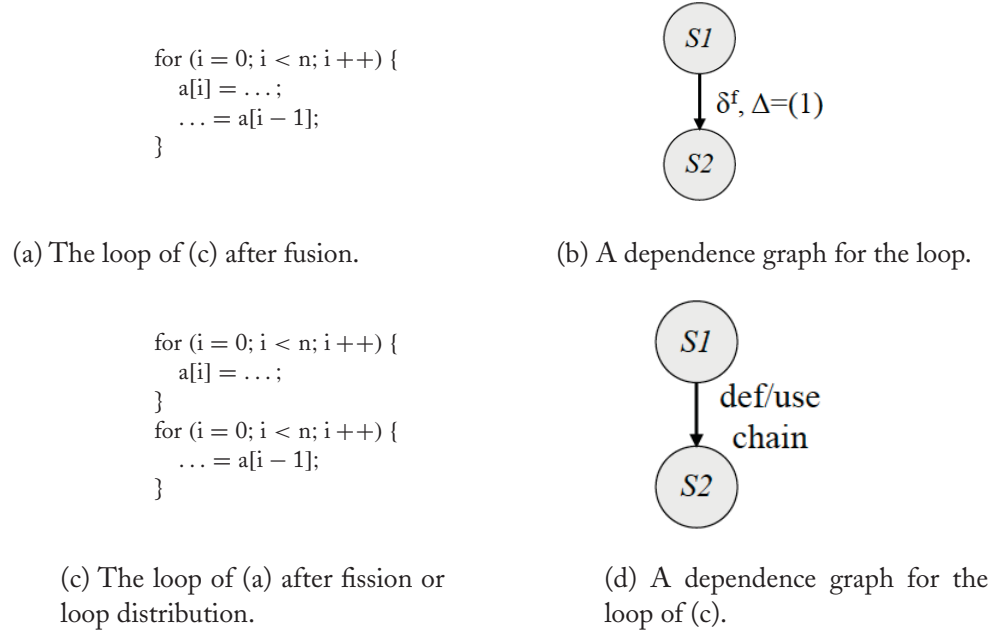 for (i = 0; i < n; i ++) {
a[i] = ...;
... = a[i − 1];
}
S1
δᶠ, Δ=(1)
S2
(a) The loop of (c) after fusion.
(b) A dependence graph for the loop.
for (i = 0; i < n; i ++) {
a[i] = ...;
}
for (i = 0; i < n; i ++) {
... = a[i − 1];
}
S1
def/use
chain
S2
(c) The loop of (a) after fission or
loop distribution.
(d) A dependence graph for the
loop of (c).